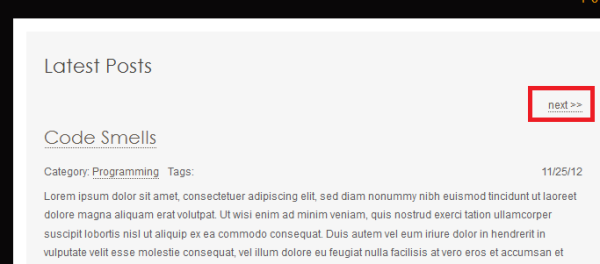 Latest Posts
next >>
Code Smells
Category: Programming Tags: 11/25/12
Lorem ipsum dolor sit amet, consectetuer adipiscing elit, sed diam nonummy nibh euismod tincidunt ut laoreet
dolore magna aliquam erat volutpat. Ut wisi enim ad minim veniam, quis nostrud exerci tation ullamcorper
suscipit lobortis nisl ut aliquip ex ea commodo consequat. Duis autem vel eum iriure dolor in hendrerit in
vulputate velit esse molestie consequat, vel illum dolore eu feugiat nulla facilisis at vero eros et accumsan et